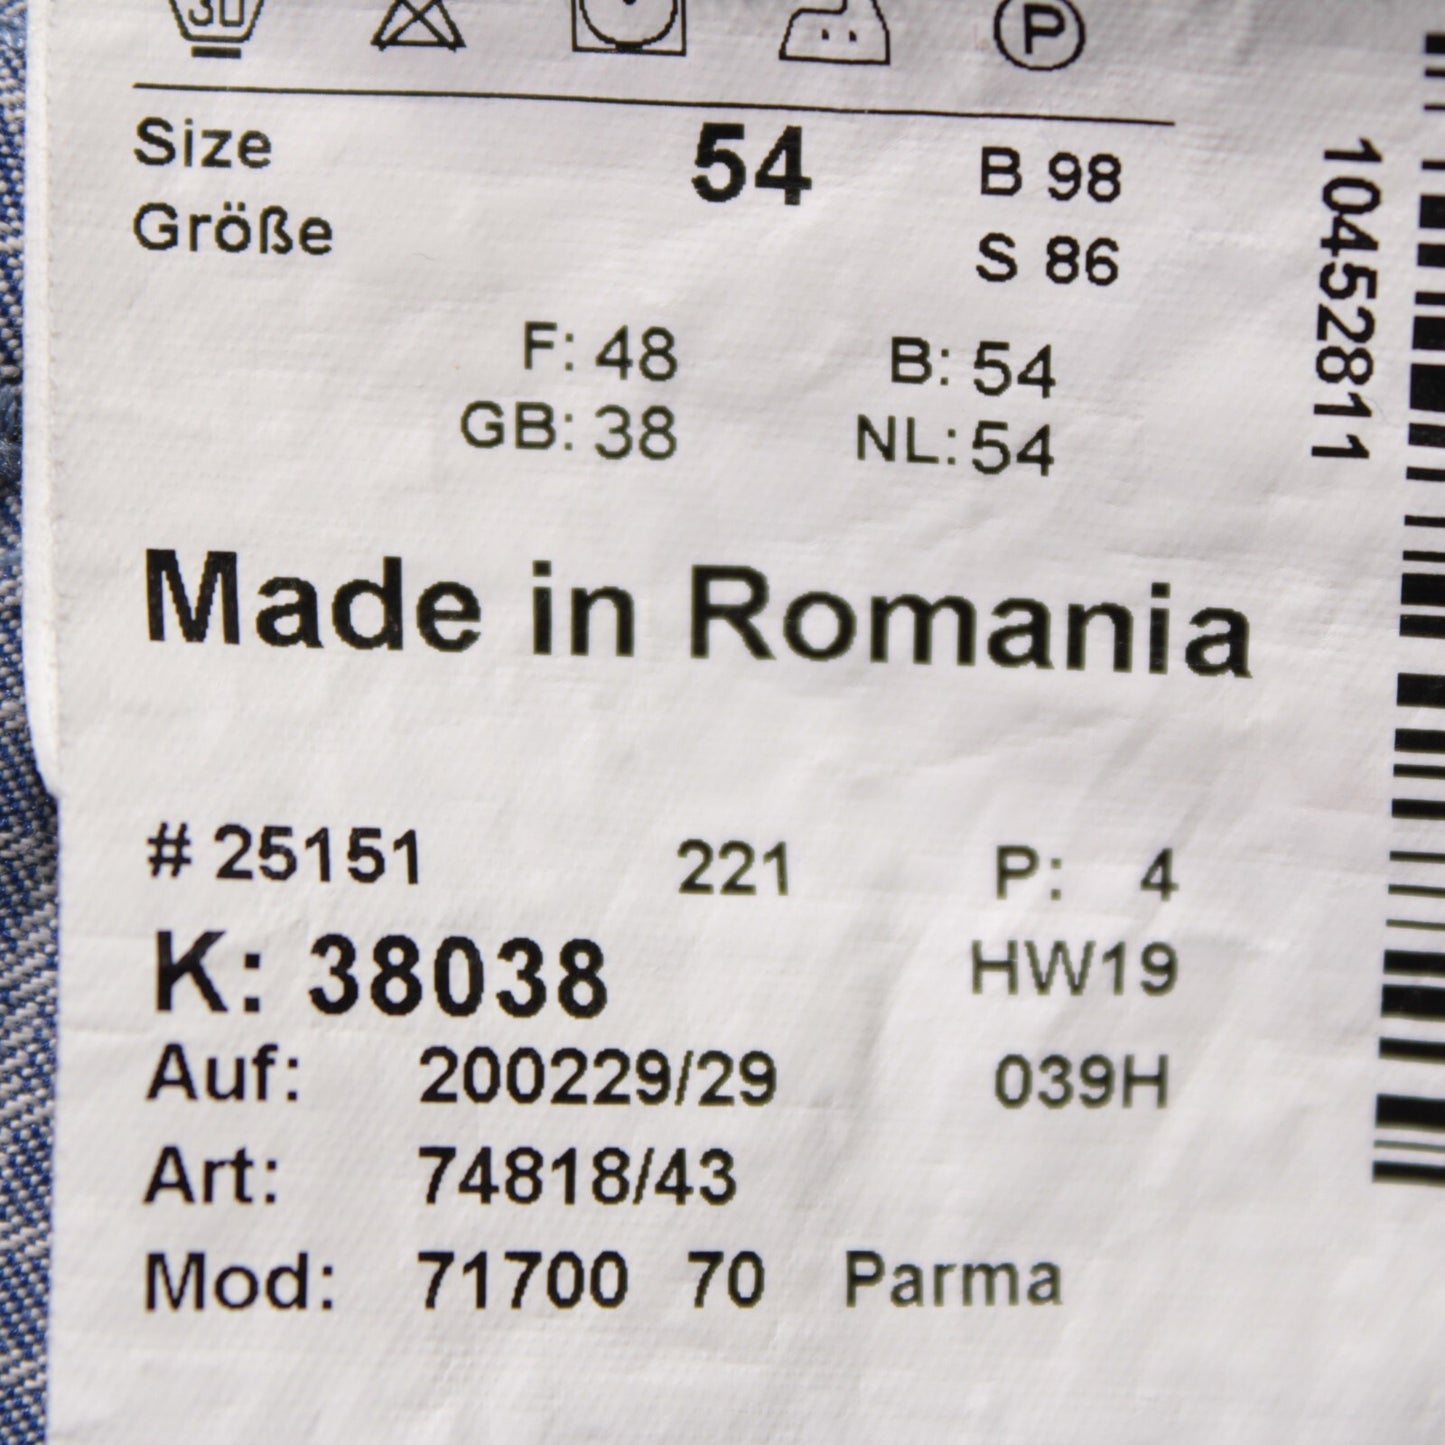 30
P
Size 54 B 98
Größe S 86
F: 48 B: 54
GB: 38 NL: 54
Made in Romania
# 25151 221 P: 4
K: 38038 HW19
Auf: 200229/29 039H
Art: 74818/43
Mod: 71700 70 Parma
10452811